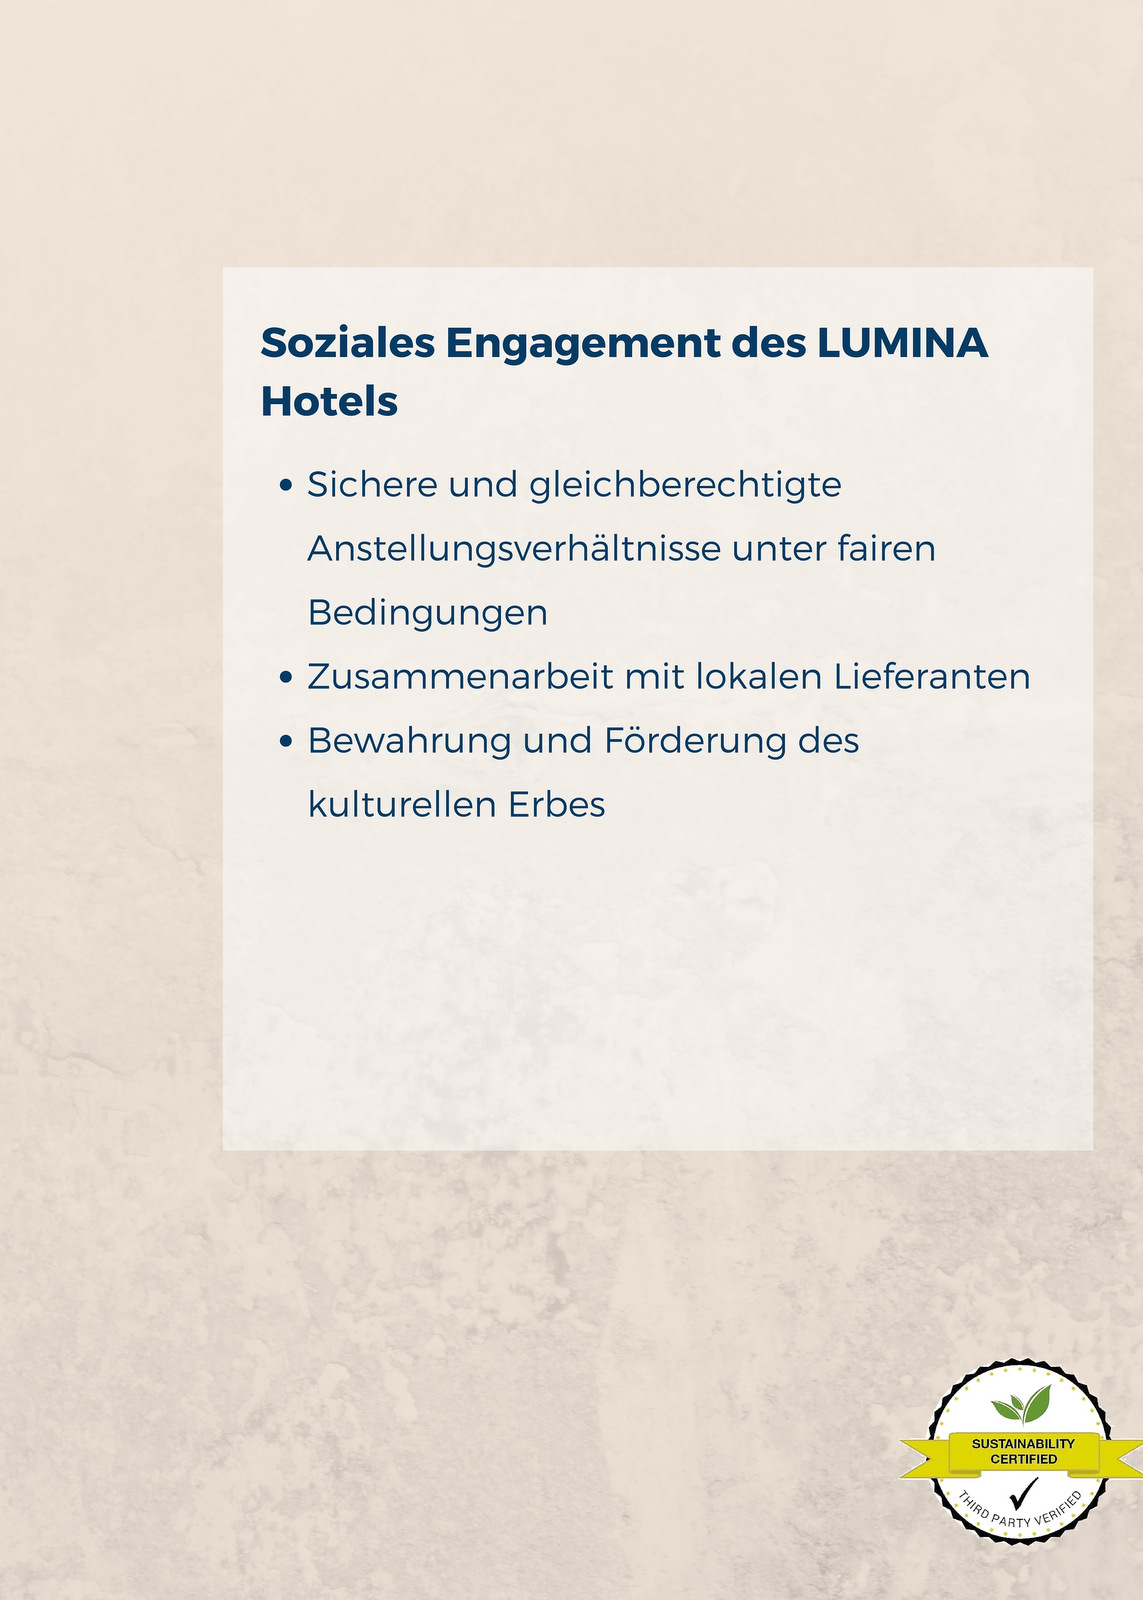 Soziales Engagement des LUMINA
Hotels
• Sichere und gleichberechtigte
Anstellungsverhältnisse unter fairen
Bedingungen
• Zusammenarbeit mit lokalen Lieferanten
• Bewahrung und Förderung des
kulturellen Erbes
SUSTAINABILITY
CERTIFIED
THIRD PARTY VERIFIED